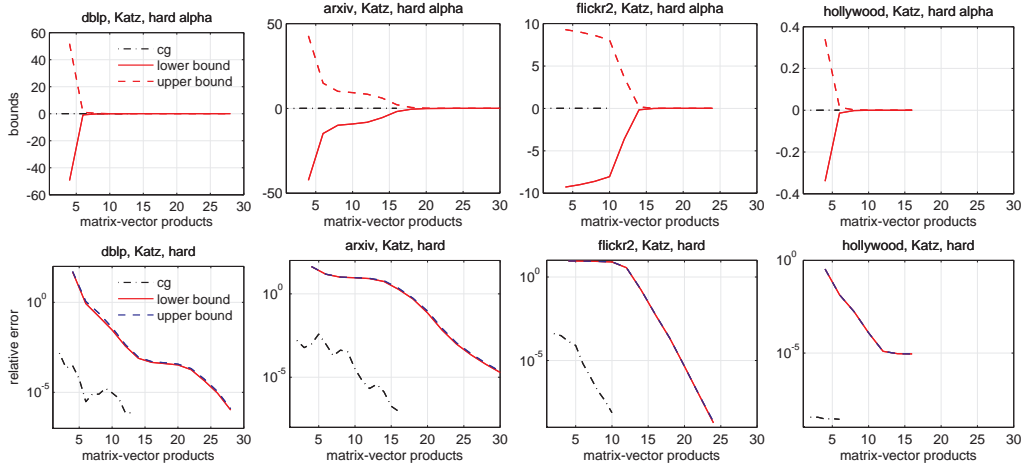 dblp, Katz, hard alpha
bounds
60
40
20
0
-20
-40
-60
cg
lower bound
upper bound
5 10 15 20 25 30
matrix-vector products
arxiv, Katz, hard alpha
50
0
-50
5 10 15 20 25 30
matrix-vector products
flickr2, Katz, hard alpha
10
5
0
-5
-10
5 10 15 20 25 30
matrix-vector products
hollywood, Katz, hard alpha
0.4
0.2
0
-0.2
-0.4
5 10 15 20 25 30
matrix-vector products
dblp, Katz, hard
relative error
10^0
10^-5
cg
lower bound
upper bound
5 10 15 20 25 30
matrix-vector products
arxiv, Katz, hard
10^0
10^-5
5 10 15 20 25 30
matrix-vector products
flickr2, Katz, hard
10^0
10^-5
5 10 15 20 25 30
matrix-vector products
hollywood, Katz, hard
10^0
10^-5
10^-10
5 10 15 20 25 30
matrix-vector products